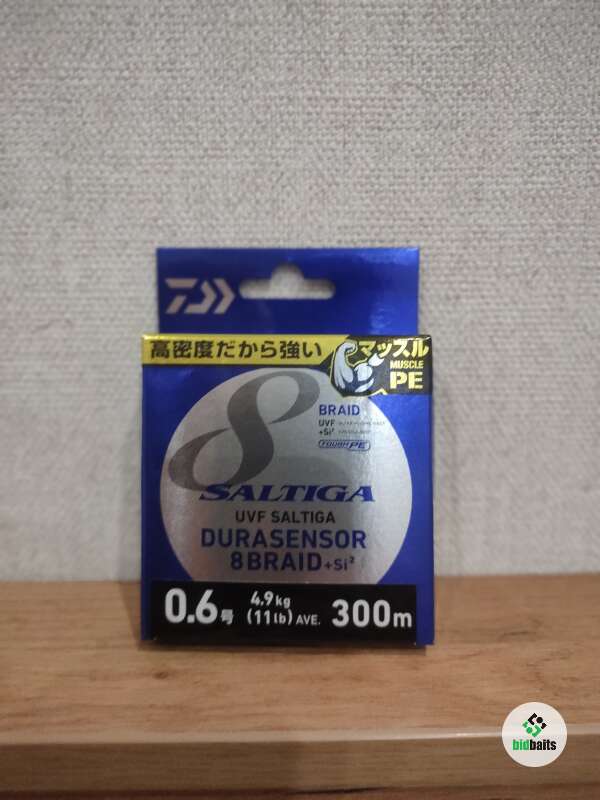 高密度だから強い
マッスル
MUSCLE
PE
8
BRAID
UVF
+Si²
TOUGH PE
SALTIGA
UVF SALTIGA
DURASENSOR
8BRAID+Si²
0.6号 4.9kg (11lb) AVE. 300m
bidbaits